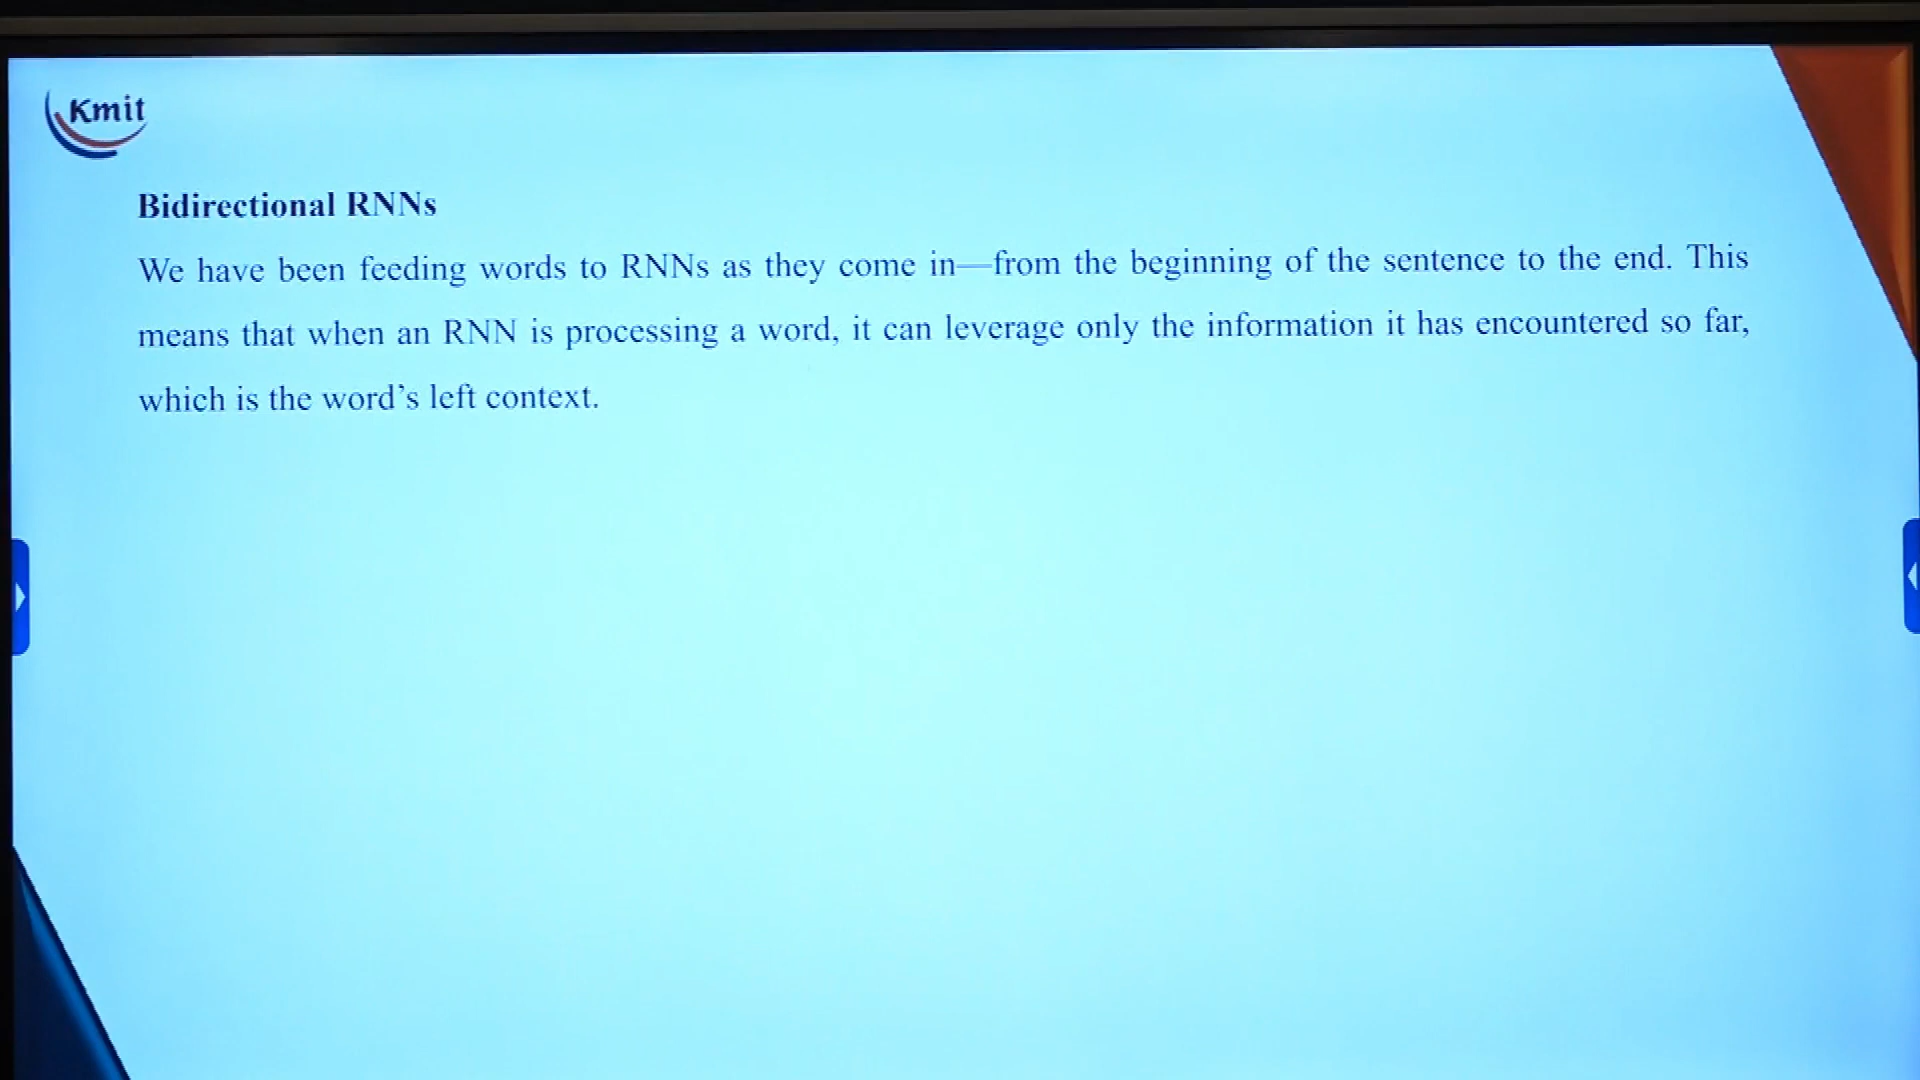 Kmit
Bidirectional RNNs
We have been feeding words to RNNs as they come in—from the beginning of the sentence to the end. This
means that when an RNN is processing a word, it can leverage only the information it has encountered so far,
which is the word’s left context.